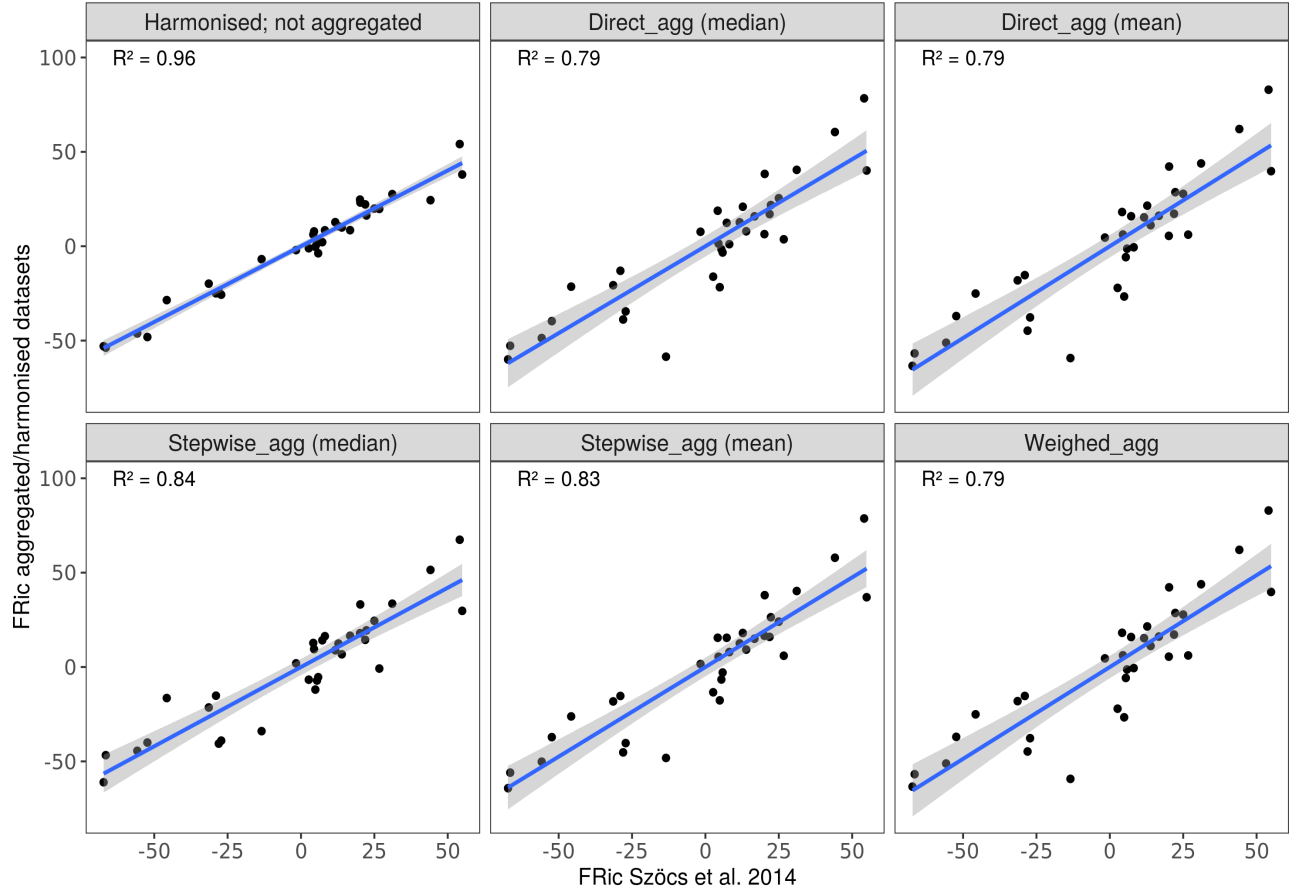 Harmonised; not aggregated
Direct_agg (median)
Direct_agg (mean)
R² = 0.96
R² = 0.79
R² = 0.79
100
50
0
-50
Stepwise_agg (median)
Stepwise_agg (mean)
Weighed_agg
R² = 0.84
R² = 0.83
R² = 0.79
100
50
0
-50
-50
-25
0
25
50
-50
-25
0
25
50
-50
-25
0
25
50
FRic aggregated/harmonised datasets
FRic Szöcs et al. 2014